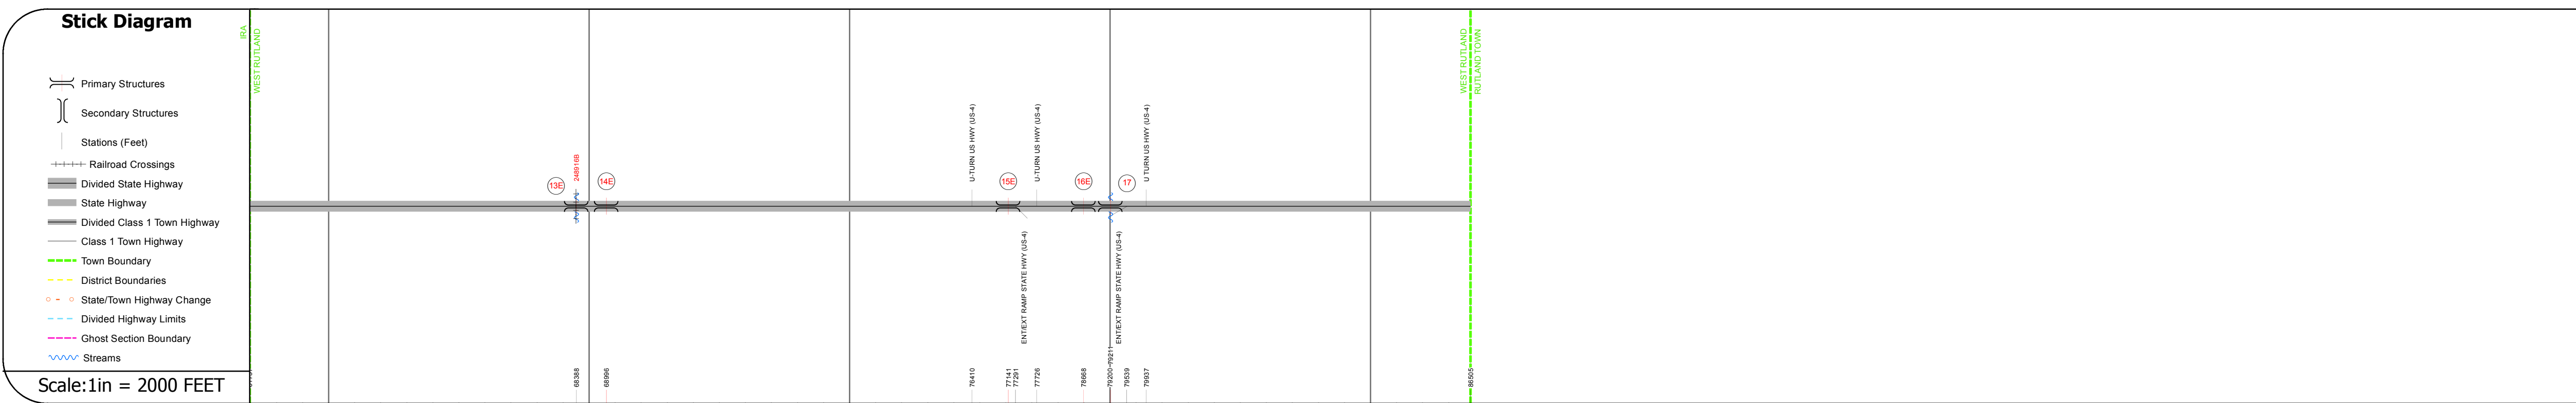 Stick Diagram
Primary Structures
Secondary Structures
Stations (Feet)
Railroad Crossings
Divided State Highway
State Highway
Divided Class 1 Town Highway
Class 1 Town Highway
Town Boundary
District Boundaries
State/Town Highway Change
Divided Highway Limits
Ghost Section Boundary
Streams
Scale:1in = 2000 FEET
IRA
WEST RUTLAND
13E
248916B
14E
U-TURN US HWY (US-4)
15E
U-TURN US HWY (US-4)
16E
17
U TURN US HWY (US-4)
ENT/EXT RAMP STATE HWY (US-4)
ENT/EXT RAMP STATE HWY (US-4)
WEST RUTLAND
RUTLAND TOWN
68388
68996
76410
77141
77291
77726
78668
79200
79211
79539
79937
86505